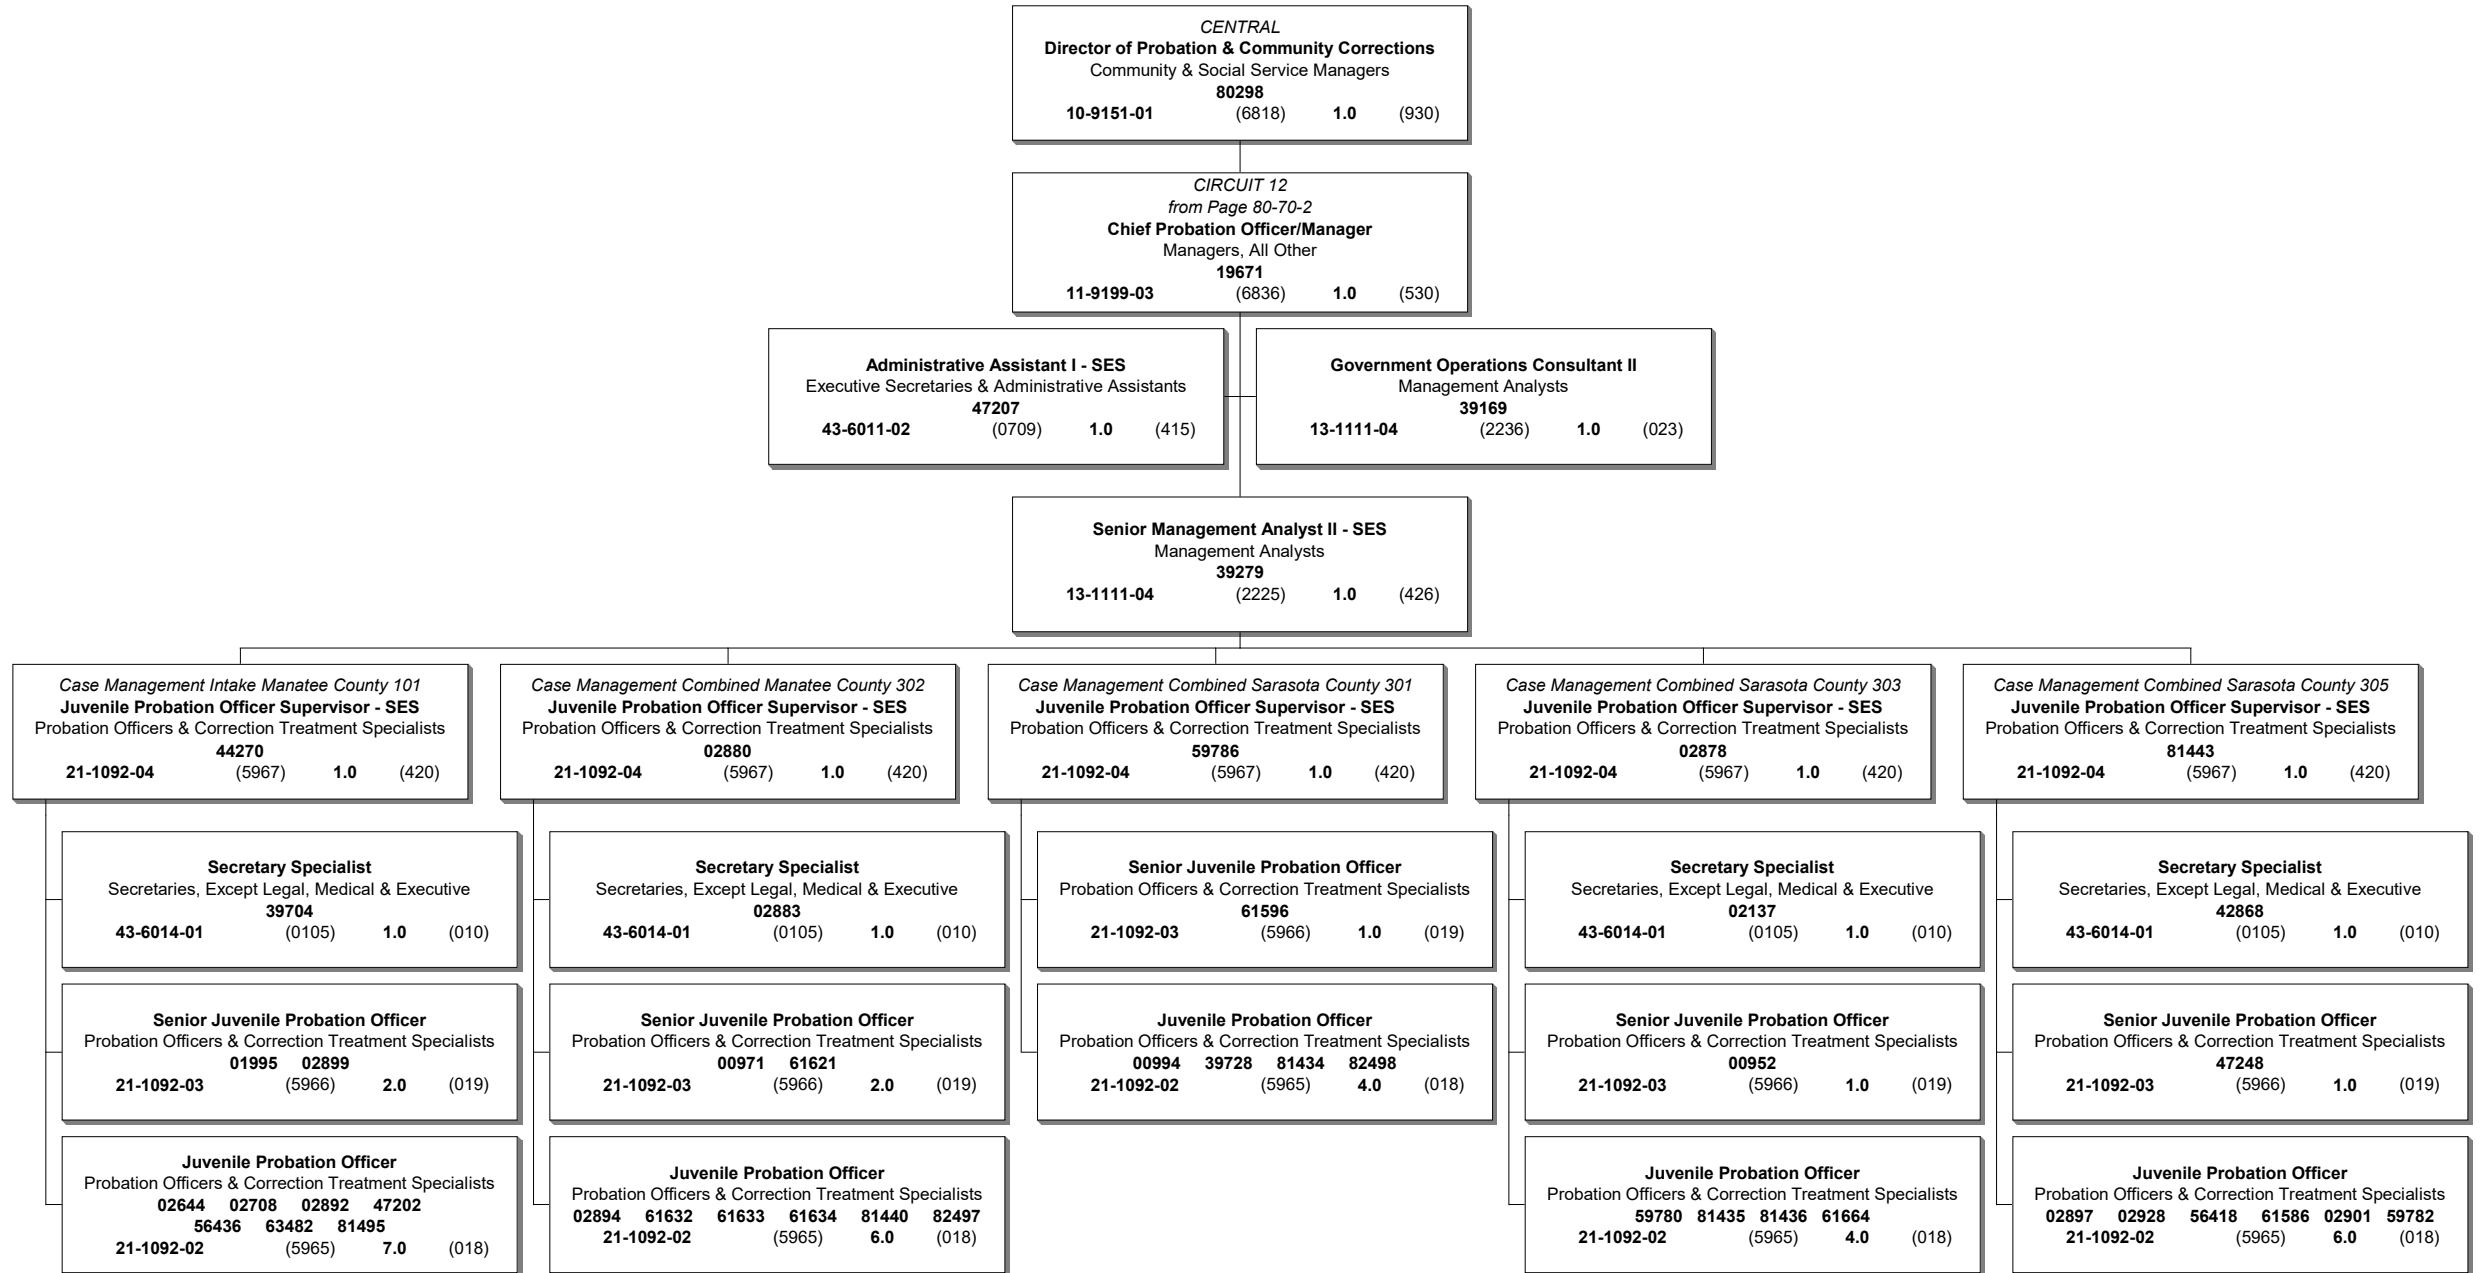 CENTRAL
Director of Probation & Community Corrections
Community & Social Service Managers
80298
10-9151-01 (6818) 1.0 (930)
CIRCUIT 12
from Page 80-70-2
Chief Probation Officer/Manager
Managers, All Other
19671
11-9199-03 (6836) 1.0 (530)
Administrative Assistant I - SES
Executive Secretaries & Administrative Assistants
47207
43-6011-02 (0709) 1.0 (415)
Government Operations Consultant II
Management Analysts
39169
13-1111-04 (2236) 1.0 (023)
Senior Management Analyst II - SES
Management Analysts
39279
13-1111-04 (2225) 1.0 (426)
Case Management Intake Manatee County 101
Juvenile Probation Officer Supervisor - SES
Probation Officers & Correction Treatment Specialists
44270
21-1092-04 (5967) 1.0 (420)
Secretary Specialist
Secretaries, Except Legal, Medical & Executive
39704
43-6014-01 (0105) 1.0 (010)
Senior Juvenile Probation Officer
Probation Officers & Correction Treatment Specialists
01995 02899
21-1092-03 (5966) 2.0 (019)
Juvenile Probation Officer
Probation Officers & Correction Treatment Specialists
02644 02708 02892 47202
56436 63482 81495
21-1092-02 (5965) 7.0 (018)
Case Management Combined Manatee County 302
Juvenile Probation Officer Supervisor - SES
Probation Officers & Correction Treatment Specialists
02880
21-1092-04 (5967) 1.0 (420)
Secretary Specialist
Secretaries, Except Legal, Medical & Executive
02883
43-6014-01 (0105) 1.0 (010)
Senior Juvenile Probation Officer
Probation Officers & Correction Treatment Specialists
00971 61621
21-1092-03 (5966) 2.0 (019)
Juvenile Probation Officer
Probation Officers & Correction Treatment Specialists
02894 61632 61633 61634 81440 82497
21-1092-02 (5965) 6.0 (018)
Case Management Combined Sarasota County 301
Juvenile Probation Officer Supervisor - SES
Probation Officers & Correction Treatment Specialists
59786
21-1092-04 (5967) 1.0 (420)
Senior Juvenile Probation Officer
Probation Officers & Correction Treatment Specialists
61596
21-1092-03 (5966) 1.0 (019)
Juvenile Probation Officer
Probation Officers & Correction Treatment Specialists
00994 39728 81434 82498
21-1092-02 (5965) 4.0 (018)
Case Management Combined Sarasota County 303
Juvenile Probation Officer Supervisor - SES
Probation Officers & Correction Treatment Specialists
02878
21-1092-04 (5967) 1.0 (420)
Secretary Specialist
Secretaries, Except Legal, Medical & Executive
02137
43-6014-01 (0105) 1.0 (010)
Senior Juvenile Probation Officer
Probation Officers & Correction Treatment Specialists
00952
21-1092-03 (5966) 1.0 (019)
Juvenile Probation Officer
Probation Officers & Correction Treatment Specialists
59780 81435 81436 61664
21-1092-02 (5965) 4.0 (018)
Case Management Combined Sarasota County 305
Juvenile Probation Officer Supervisor - SES
Probation Officers & Correction Treatment Specialists
81443
21-1092-04 (5967) 1.0 (420)
Secretary Specialist
Secretaries, Except Legal, Medical & Executive
42868
43-6014-01 (0105) 1.0 (010)
Senior Juvenile Probation Officer
Probation Officers & Correction Treatment Specialists
47248
21-1092-03 (5966) 1.0 (019)
Juvenile Probation Officer
Probation Officers & Correction Treatment Specialists
02897 02928 56418 61586 02901 59782
21-1092-02 (5965) 6.0 (018)